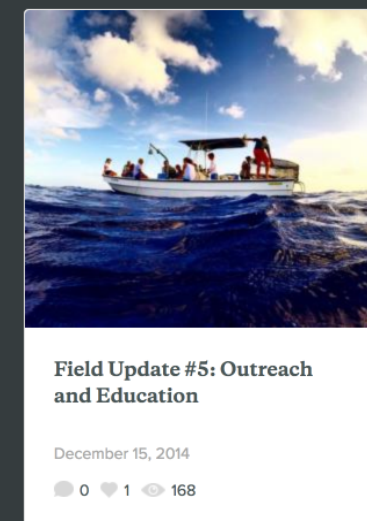 Field Update #5: Outreach
and Education
December 15, 2014
0 1 168